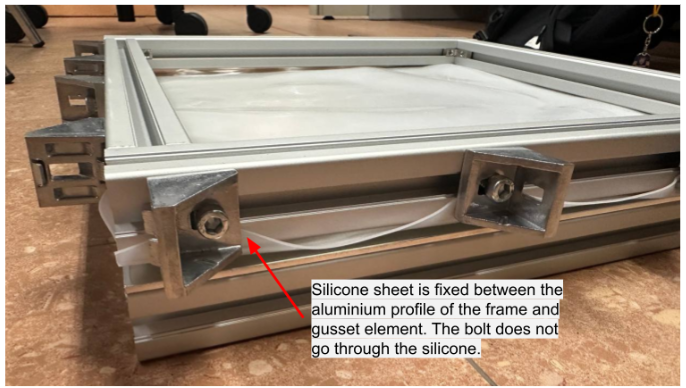 Silicone sheet is fixed between the
aluminium profile of the frame and
gusset element. The bolt does not
go through the silicone.